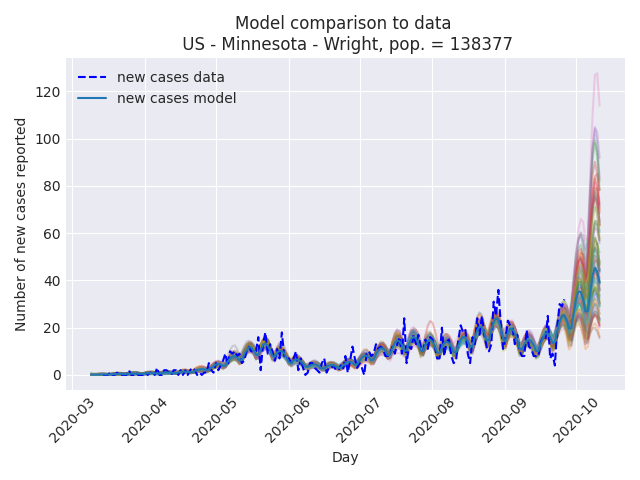 Model comparison to data
US - Minnesota - Wright, pop. = 138377
new cases data
new cases model
Number of new cases reported
120
100
80
60
40
20
0
2020-03
2020-04
2020-05
2020-06
2020-07
2020-08
2020-09
2020-10
Day